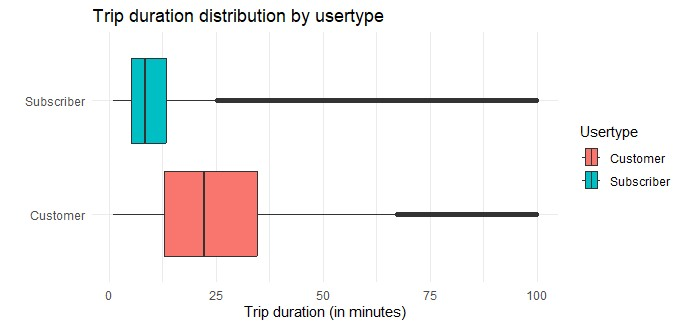 Trip duration distribution by usertype
Subscriber
Customer
0 25 50 75 100
Trip duration (in minutes)
Usertype
Customer
Subscriber